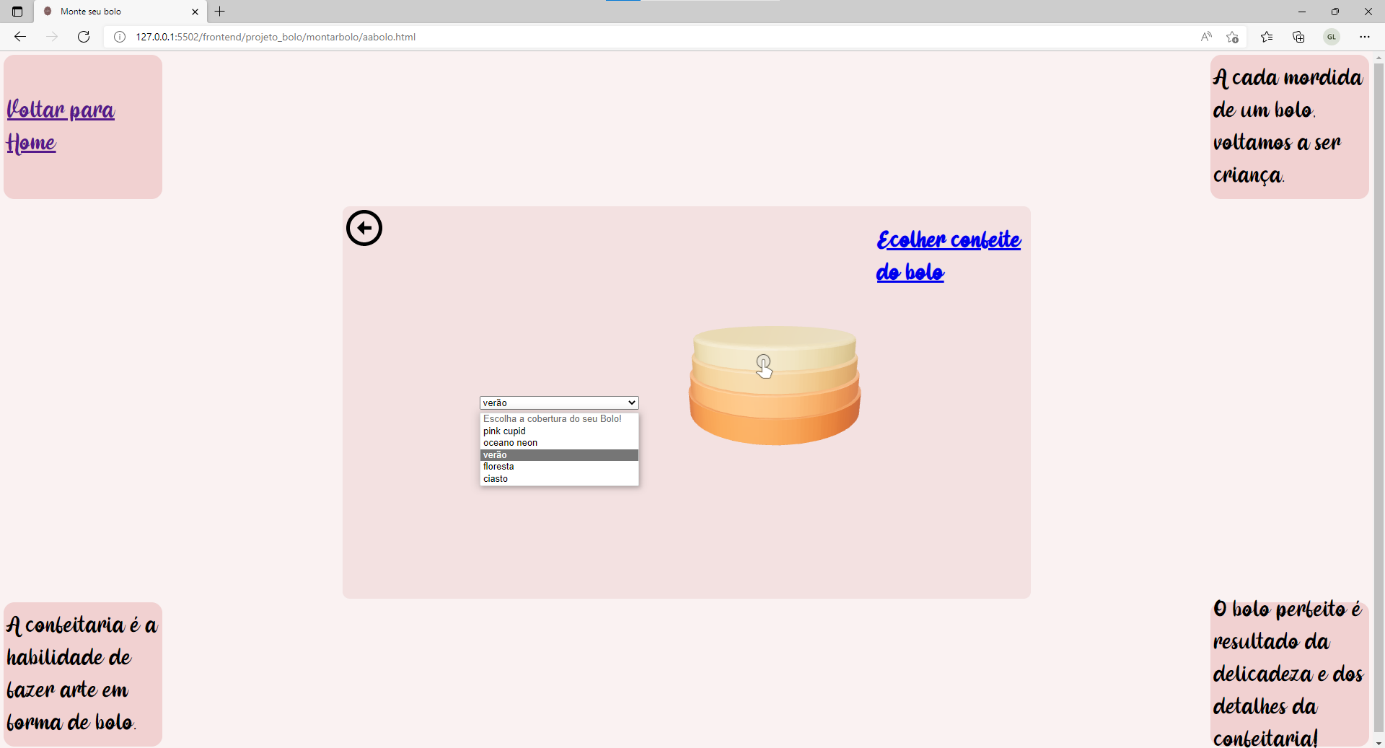 Monte seu bolo
127.0.0.1:5502/frontend/projeto_bolo/montarbolo/aabolo.html
GL
Voltar para
Home
A cada mordida
de um bolo,
voltamos a ser
criança.
Ecolher confeite
do bolo
verão
Escolha a cobertura do seu Bolo!
pink cupid
oceano neon
verão
floresta
ciasto
A confeitaria é a
habilidade de
fazer arte em
forma de bolo.
O bolo perfeito é
resultado da
delicadeza e dos
detalhes da
confeitaria!